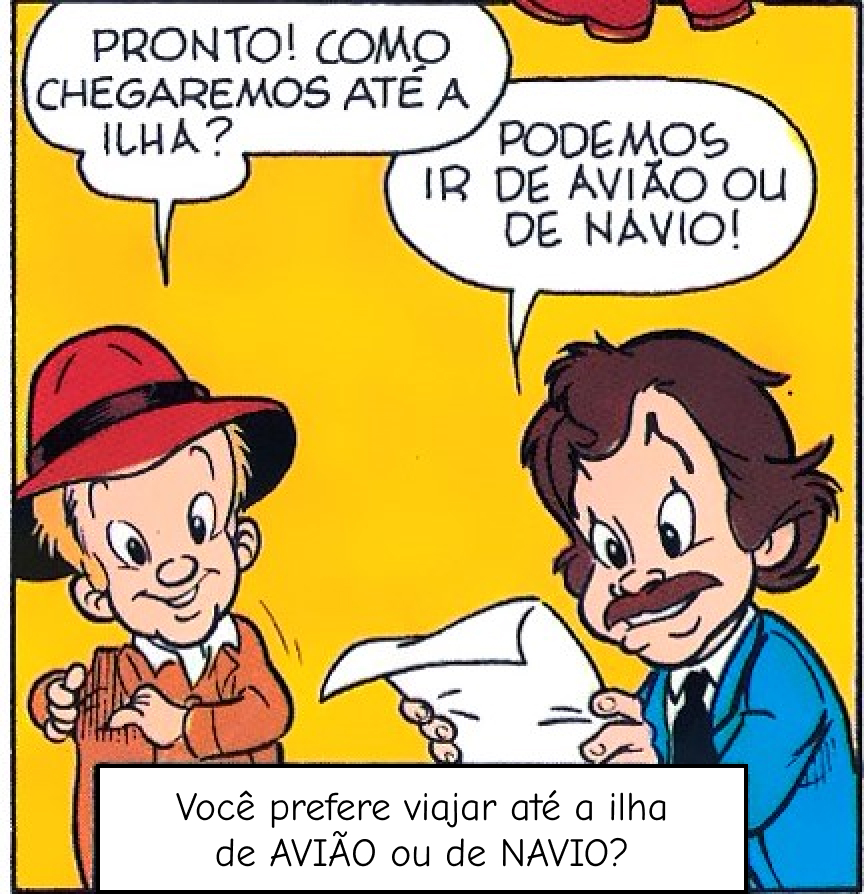 PRONTO! COMO
CHEGAREMOS ATÉ A
ILHA?
PODEMOS
IR DE AVIÃO OU
DE NAVIO!
Você prefere viajar até a ilha
de AVIÃO ou de NAVIO?